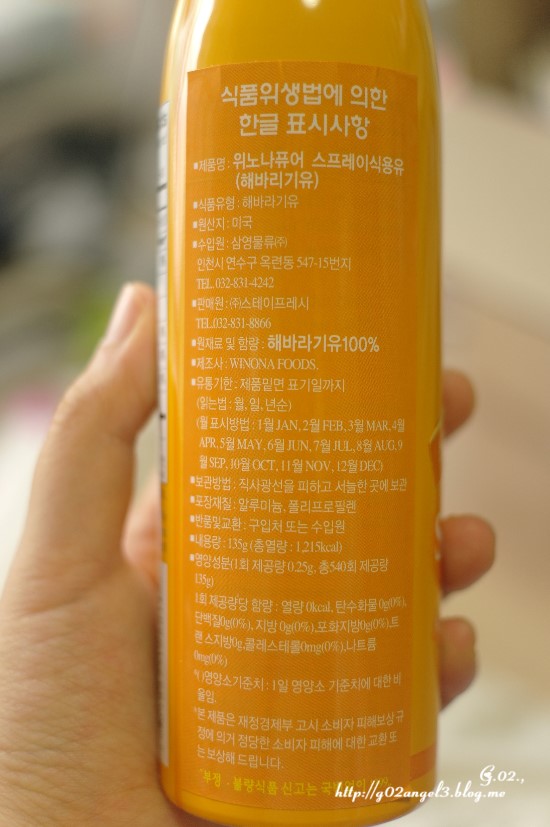 식품위생법에 의한
한글 표시사항
■제품명 : 위노나퓨어 스프레이식용유
(해바리기유)
■식품유형 : 해바라기유
■원산지 : 미국
■수입원 : 삼영물류㈜
인천시 연수구 옥련동 547-15번지
TEL. 032-831-4242
■판매원 : ㈜스테이프레시
TEL.032-831-8866
■원재료 및 함량 : 해바라기유100%
■제조사 : WINONA FOODS.
■유통기한 : 제품밑면 표기일까지
(읽는법 : 월, 일, 년순)
(월 표시방법 : 1월 JAN, 2월 FEB, 3월 MAR,4월
APR,5월 MAY, 6월 JUN, 7월 JUL, 8월 AUG, 9
월 SEP, 10월 OCT, 11월 NOV, 12월 DEC)
■보관방법 : 직사광선을 피하고 서늘한 곳에 보관
■포장재질 : 알루미늄, 폴리프로필렌
■반품및교환 : 구입처 또는 수입원
■내용량 : 135g (총열량 : 1,215kcal)
■영양성분(1회 제공량 0.25g, 총540회 제공량
135g)
1회 제공량당 함량 : 열량 0kcal, 탄수화물 0g(0%),
단백질0g(0%), 지방 0g(0%),포화지방0g(0%),트
랜스지방0g,콜레스테롤0mg(0%),나트륨
0mg(0%)
*( )영양소기준치 : 1일 영양소 기준치에 대한 비
율임.
*본 제품은 재정경제부 고시 소비자 피해보상 규
정에 의거 정당한 소비자 피해에 대한 교환 또
는 보상해 드립니다.
*부정 - 불량식품 신고는 국번없이
G.02.,
http://g02angel3.blog.me